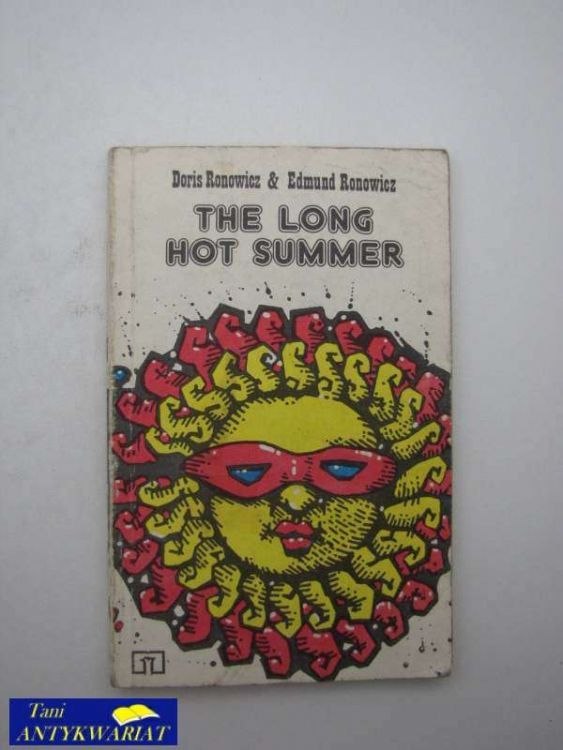 Doris Ronowicz & Edmund Ronowicz
THE LONG
HOT SUMMER
Tani
ANTYKWARIAT